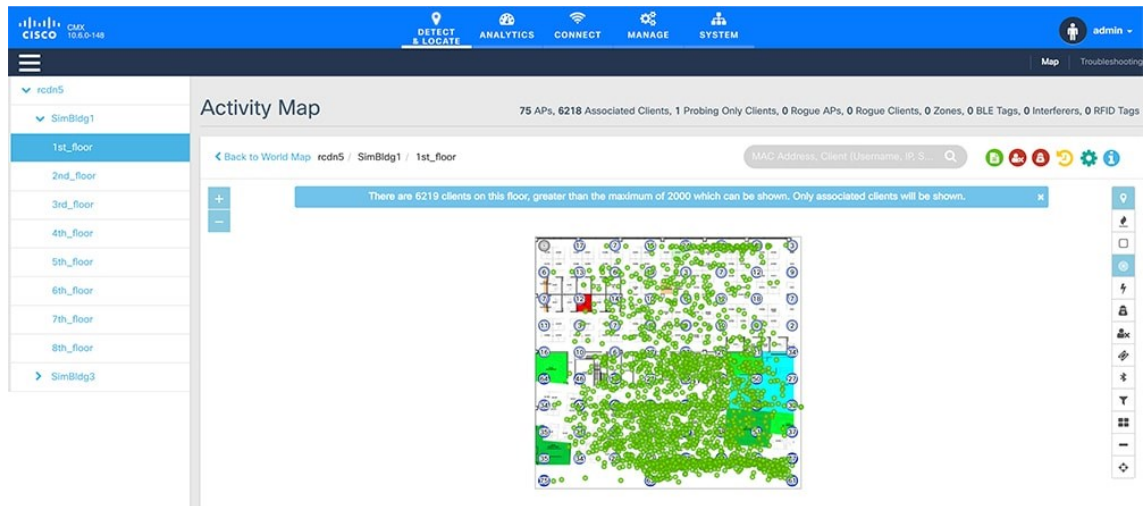 CISCO CMX 10.6.0-148
DETECT & LOCATE
ANALYTICS
CONNECT
MANAGE
SYSTEM
admin
Map
Troubleshooting
rcdn5
SimBldg1
1st_floor
2nd_floor
3rd_floor
4th_floor
5th_floor
6th_floor
7th_floor
8th_floor
SimBldg3
Activity Map
75 APs, 6218 Associated Clients, 1 Probing Only Clients, 0 Rogue APs, 0 Rogue Clients, 0 Zones, 0 BLE Tags, 0 Interferers, 0 RFID Tags
Back to World Map rcdn5 / SimBldg1 / 1st_floor
MAC Address, Client (Username, IP, S...
There are 6219 clients on this floor, greater than the maximum of 2000 which can be shown. Only associated clients will be shown.